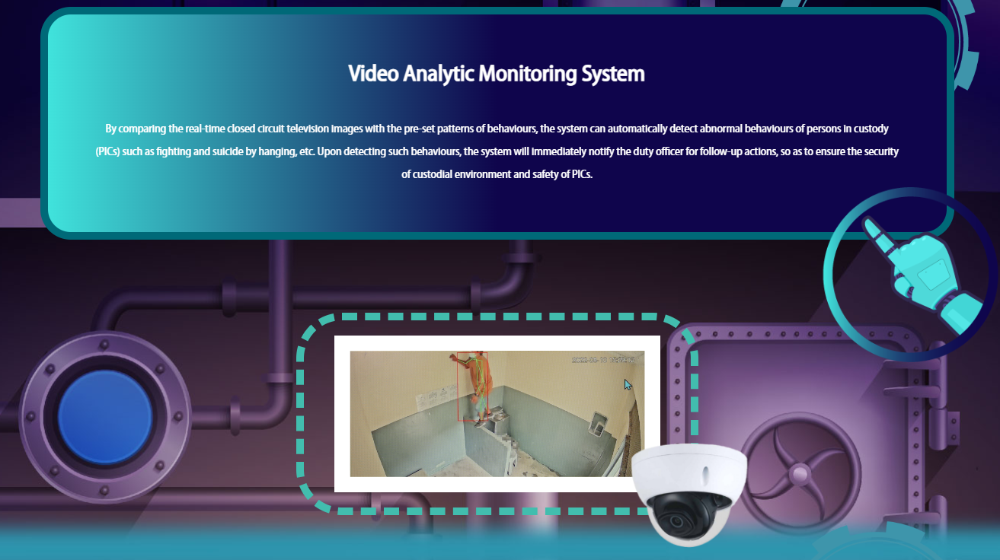 Video Analytic Monitoring System
By comparing the real-time closed circuit television images with the pre-set patterns of behaviours, the system can automatically detect abnormal behaviours of persons in custody
(PICs) such as fighting and suicide by hanging, etc. Upon detecting such behaviours, the system will immediately notify the duty officer for follow-up actions, so as to ensure the security
of custodial environment and safety of PICs.